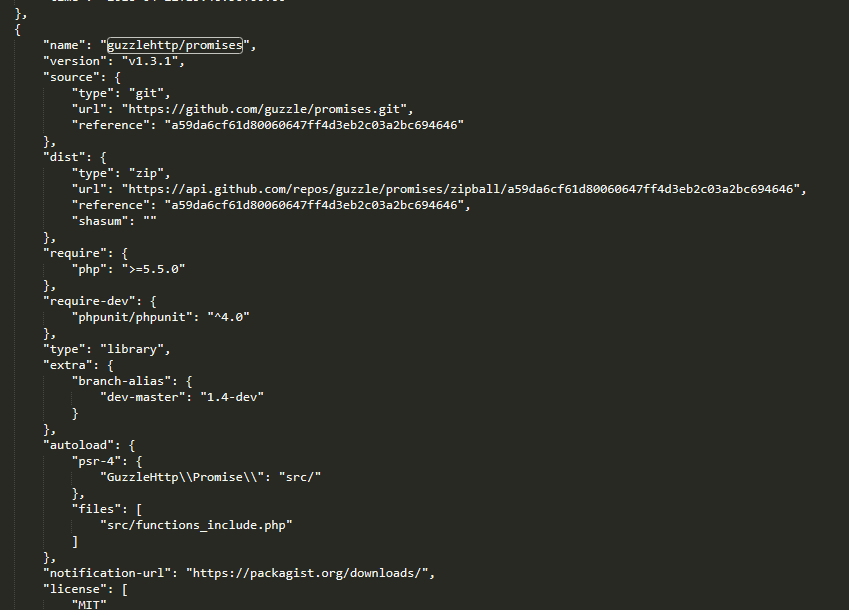 },
{
"name": "guzzlehttp/promises",
"version": "v1.3.1",
"source": {
"type": "git",
"url": "https://github.com/guzzle/promises.git",
"reference": "a59da6cf61d80060647ff4d3eb2c03a2bc694646"
},
"dist": {
"type": "zip",
"url": "https://api.github.com/repos/guzzle/promises/zipball/a59da6cf61d80060647ff4d3eb2c03a2bc694646",
"reference": "a59da6cf61d80060647ff4d3eb2c03a2bc694646",
"shasum": ""
},
"require": {
"php": ">=5.5.0"
},
"require-dev": {
"phpunit/phpunit": "^4.0"
},
"type": "library",
"extra": {
"branch-alias": {
"dev-master": "1.4-dev"
}
},
"autoload": {
"psr-4": {
"GuzzleHttp\\Promise\\": "src/"
},
"files": [
"src/functions_include.php"
]
},
"notification-url": "https://packagist.org/downloads/",
"license": [
"MIT"